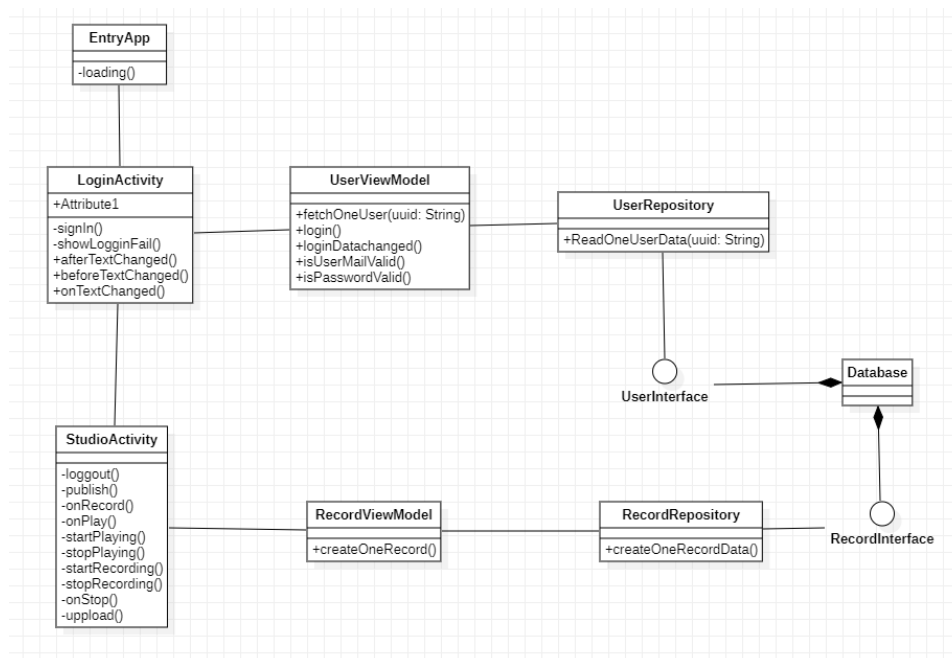 EntryApp
-loading()
LoginActivity
+Attribute1
-signIn()
-showLogginFail()
+afterTextChanged()
+beforeTextChanged()
+onTextChanged()
UserViewModel
+fetchOneUser(uuid: String)
+login()
+loginDatachanged()
+isUserMailValid()
+isPasswordValid()
UserRepository
+ReadOneUserData(uuid: String)
UserInterface
Database
StudioActivity
-loggout()
-publish()
-onRecord()
-onPlay()
-startPlaying()
-stopPlaying()
-startRecording()
-stopRecording()
-onStop()
-uppload()
RecordViewModel
+createOneRecord()
RecordRepository
+createOneRecordData()
RecordInterface